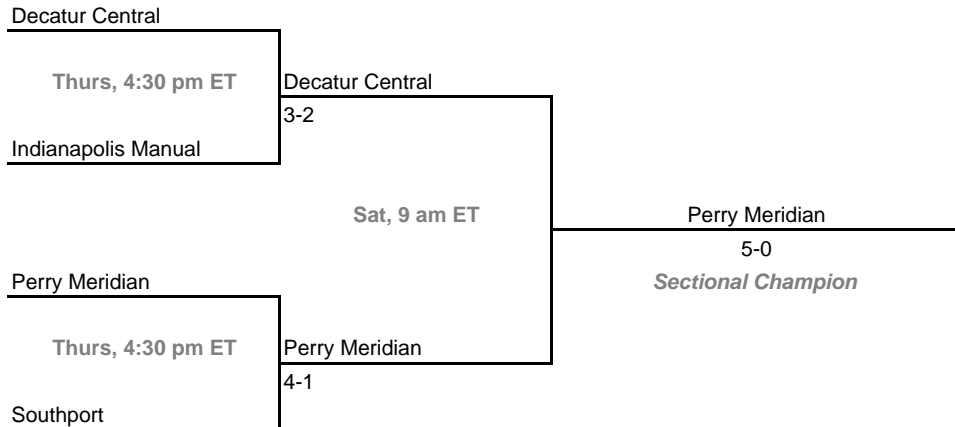 Decatur Central
Thurs, 4:30 pm ET
Decatur Central
3-2
Indianapolis Manual
Sat, 9 am ET
Perry Meridian
5-0
Sectional Champion
Perry Meridian
Thurs, 4:30 pm ET
Perry Meridian
4-1
Southport